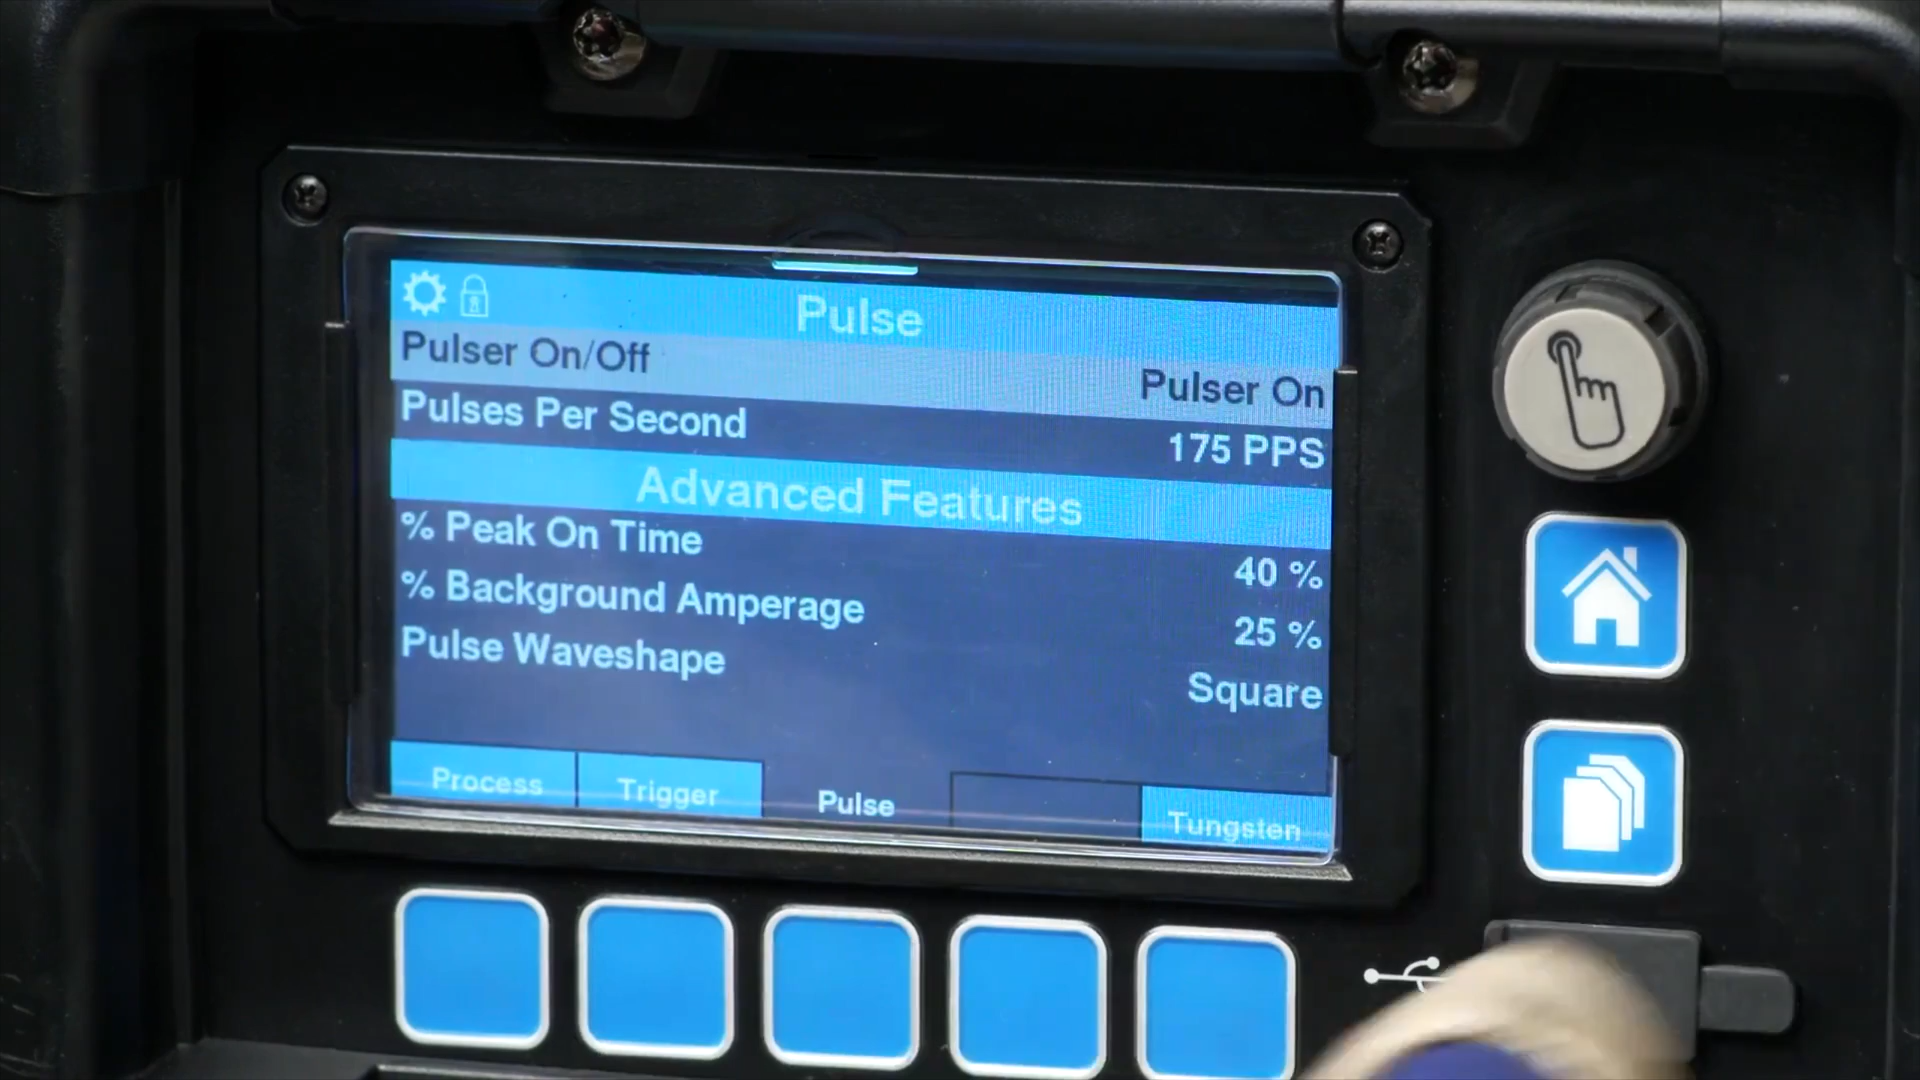 Pulse
Pulser On/Off Pulser On
Pulses Per Second 175 PPS
Advanced Features
% Peak On Time 40 %
% Background Amperage 25 %
Pulse Waveshape Square
Process Trigger Pulse Tungsten